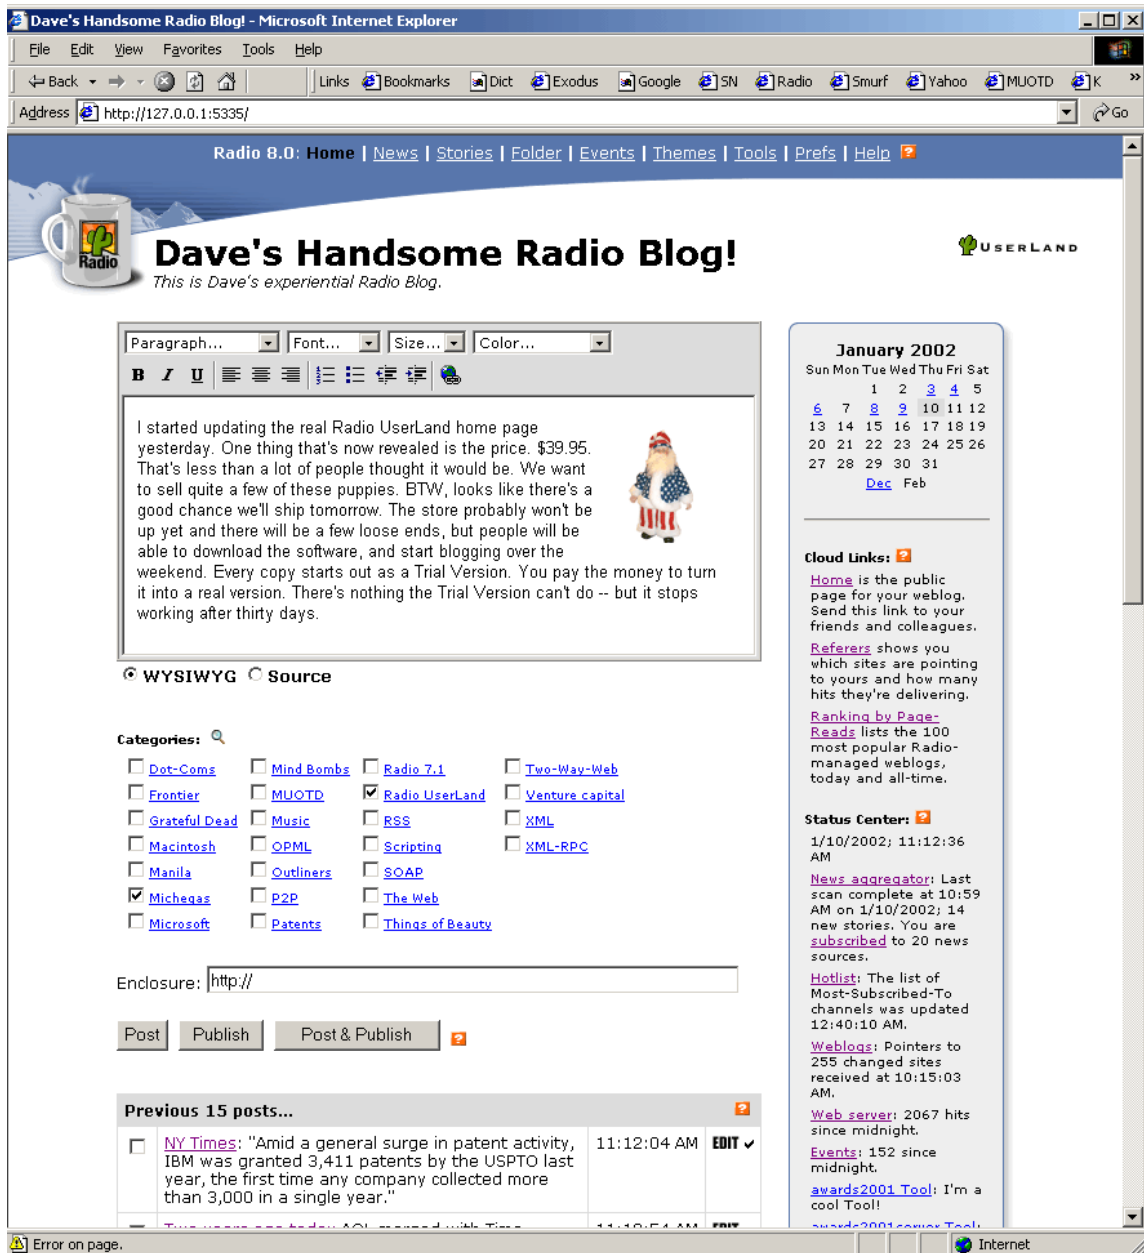 Dave's Handsome Radio Blog! - Microsoft Internet Explorer
File Edit View Favorites Tools Help
Back Links Bookmarks Dict Exodus Google SN Radio Smurf Yahoo MUOTD K »
Address http://127.0.0.1:5335/ Go
Radio 8.0: Home | News | Stories | Folder | Events | Themes | Tools | Prefs | Help ?
Radio
Dave's Handsome Radio Blog!
This is Dave's experiential Radio Blog.
USERLAND
Paragraph... Font... Size... Color...
B I U
I started updating the real Radio UserLand home page
yesterday. One thing that's now revealed is the price. $39.95.
That's less than a lot of people thought it would be. We want
to sell quite a few of these puppies. BTW, looks like there's a
good chance we'll ship tomorrow. The store probably won't be
up yet and there will be a few loose ends, but people will be
able to download the software, and start blogging over the
weekend. Every copy starts out as a Trial Version. You pay the money to turn
it into a real version. There's nothing the Trial Version can't do -- but it stops
working after thirty days.
WYSIWYG Source
Categories:
Dot-Coms Mind Bombs Radio 7.1 Two-Way-Web
Frontier MUOTD Radio UserLand Venture capital
Grateful Dead Music RSS XML
Macintosh OPML Scripting XML-RPC
Manila Outliners SOAP
Michegas P2P The Web
Microsoft Patents Things of Beauty
Enclosure: http://
Post Publish Post & Publish ?
Previous 15 posts... ?
NY Times: "Amid a general surge in patent activity, 11:12:04 AM EDIT
IBM was granted 3,411 patents by the USPTO last
year, the first time any company collected more
than 3,000 in a single year."
Two years ago today AOL merged with Time
January 2002
Sun Mon Tue Wed Thu Fri Sat
1 2 3 4 5
6 7 8 9 10 11 12
13 14 15 16 17 18 19
20 21 22 23 24 25 26
27 28 29 30 31
Dec Feb
Cloud Links: ?
Home is the public
page for your weblog.
Send this link to your
friends and colleagues.
Referers shows you
which sites are pointing
to yours and how many
hits they're delivering.
Ranking by Page-
Reads lists the 100
most popular Radio-
managed weblogs,
today and all-time.
Status Center: ?
1/10/2002; 11:12:36
AM
News aggregator: Last
scan complete at 10:59
AM on 1/10/2002; 14
new stories. You are
subscribed to 20 news
sources.
Hotlist: The list of
Most-Subscribed-To
channels was updated
12:40:10 AM.
Weblogs: Pointers to
255 changed sites
received at 10:15:03
AM.
Web server: 2067 hits
since midnight.
Events: 152 since
midnight.
awards2001 Tool: I'm a
cool Tool!
awards2001server Tool:
Error on page. Internet